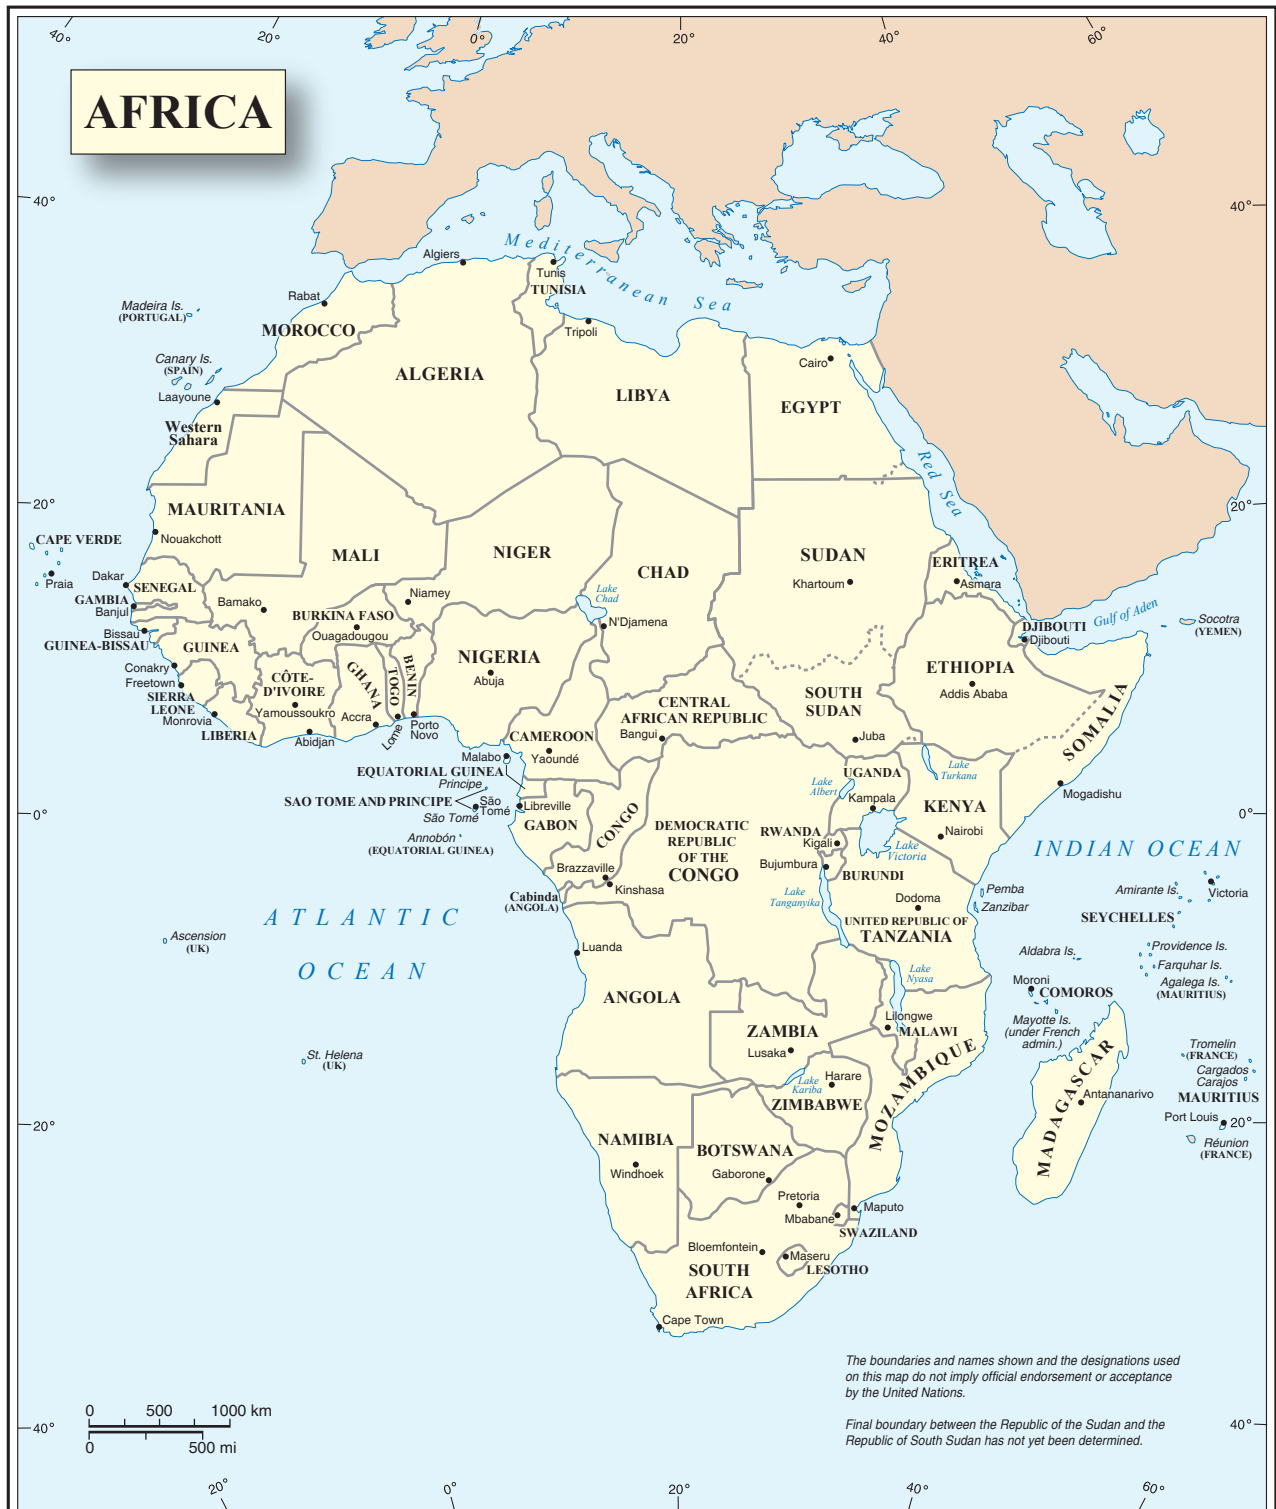 40°
20°
0°
20°
40°
60°
AFRICA
40°
40°
Mediterranean Sea
Algiers
Tunis
TUNISIA
Rabat
MOROCCO
Tripoli
Madeira Is.
(PORTUGAL)
Canary Is.
(SPAIN)
Laayoune
Western
Sahara
ALGERIA
LIBYA
Cairo
EGYPT
Red Sea
20°
20°
MAURITANIA
Nouakchott
CAPE VERDE
Praia
MALI
NIGER
CHAD
SUDAN
Khartoum
ERITREA
Asmara
Dakar
SENEGAL
GAMBIA
Banjul
Bissau
GUINEA-BISSAU
Bamako
Niamey
BURKINA FASO
Ouagadougou
Lake
Chad
N'Djamena
DJIBOUTI
Djibouti
Gulf of Aden
Socotra
(YEMEN)
GUINEA
Conakry
Freetown
SIERRA
LEONE
Monrovia
LIBERIA
CÔTE-
D'IVOIRE
Yamoussoukro
Abidjan
GHANA
Accra
TOGO
Lome
BENIN
Porto
Novo
NIGERIA
Abuja
ETHIOPIA
Addis Ababa
SOUTH
SUDAN
Juba
CENTRAL
AFRICAN REPUBLIC
Bangui
SOMALIA
Mogadishu
CAMEROON
Yaoundé
Malabo
EQUATORIAL GUINEA
Principe
SAO TOME AND PRINCIPE
São
Tomé
São Tomé
Annobón
(EQUATORIAL GUINEA)
Libreville
GABON
CONGO
Brazzaville
Kinshasa
DEMOCRATIC
REPUBLIC
OF THE
CONGO
Lake
Albert
UGANDA
Kampala
Lake
Turkana
KENYA
Nairobi
RWANDA
Kigali
Bujumbura
BURUNDI
Lake
Victoria
Lake
Tanganyika
0°
0°
INDIAN OCEAN
Cabinda
(ANGOLA)
Dodoma
UNITED REPUBLIC OF
TANZANIA
Pemba
Zanzibar
Amirante Is.
Victoria
SEYCHELLES
ATLANTIC
OCEAN
Ascension
(UK)
Luanda
ANGOLA
Aldabra Is.
Providence Is.
Farquhar Is.
Agalega Is.
(MAURITIUS)
Lake
Nyasa
Moroni
COMOROS
Mayotte Is.
(under French
admin.)
Lilongwe
MALAWI
ZAMBIA
Lusaka
St. Helena
(UK)
Lake
Kariba
Harare
ZIMBABWE
MOZAMBIQUE
MADAGASCAR
Antananarivo
Tromelin
(FRANCE)
Cargados
Carajos
MAURITIUS
Port Louis
Réunion
(FRANCE)
20°
20°
NAMIBIA
Windhoek
BOTSWANA
Gaborone
Pretoria
Mbabane
Maputo
SWAZILAND
Bloemfontein
Maseru
LESOTHO
SOUTH
AFRICA
Cape Town
The boundaries and names shown and the designations used
on this map do not imply official endorsement or acceptance
by the United Nations.
Final boundary between the Republic of the Sudan and the
Republic of South Sudan has not yet been determined.
0 500 1000 km
0 500 mi
40°
40°
20°
0°
20°
40°
60°